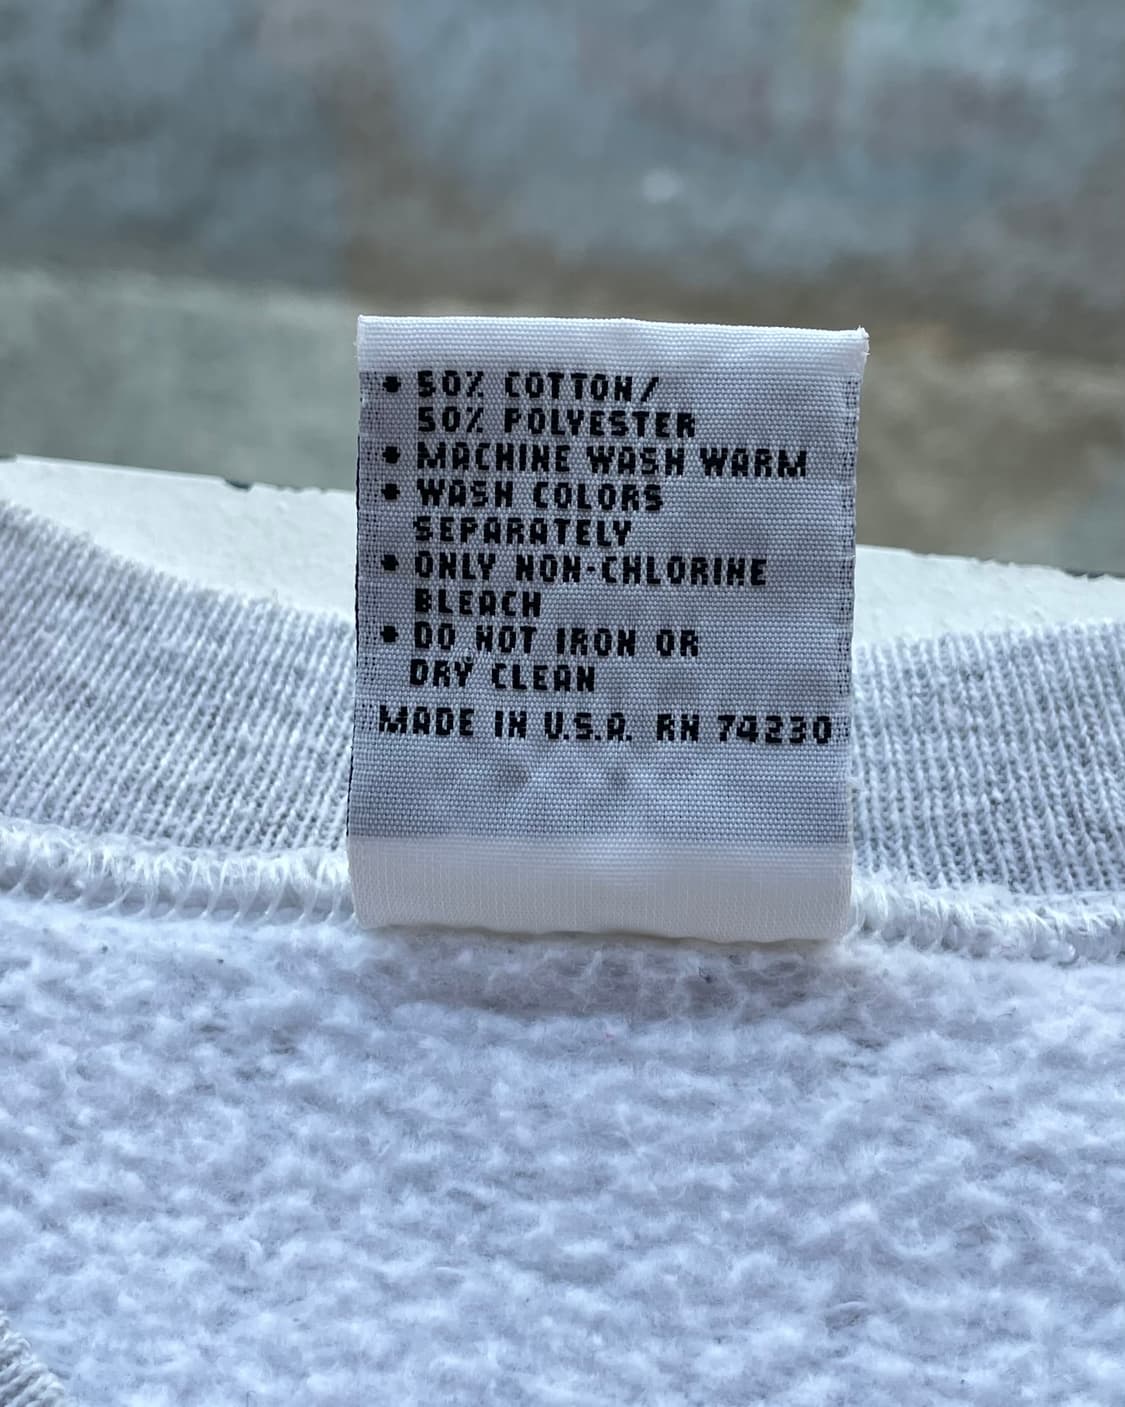 • 50% COTTON/
50% POLYESTER
• MACHINE WASH WARM
• WASH COLORS
SEPARATELY
• ONLY NON-CHLORINE
BLEACH
• DO NOT IRON OR
DRY CLEAN
MADE IN U.S.A. RN 74230